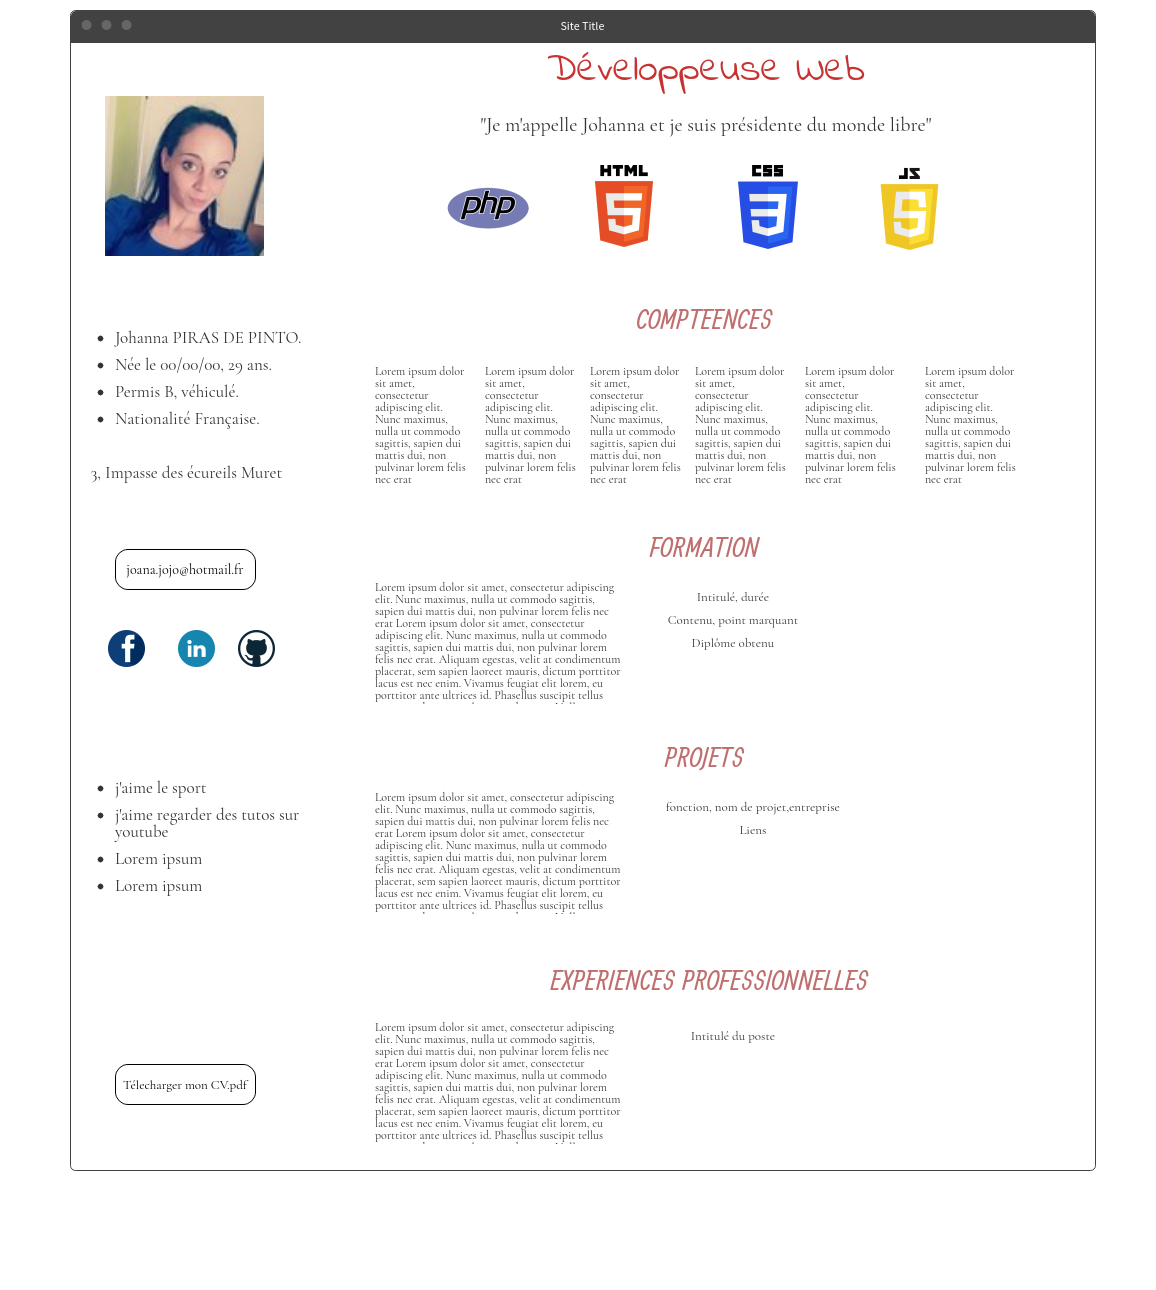 Site Title
Développeuse Web
"Je m'appelle Johanna et je suis présidente du monde libre"
php
HTML
5
CSS
3
JS
5
Johanna PIRAS DE PINTO.
Née le 00/00/00, 29 ans.
Permis B, véhiculé.
Nationalité Française.
3, Impasse des écureils Muret
joana.jojo@hotmail.fr
f
in
j'aime le sport
j'aime regarder des tutos sur
youtube
Lorem ipsum
Lorem ipsum
Télecharger mon CV.pdf
COMPTEENCES
Lorem ipsum dolor
sit amet,
consectetur
adipiscing elit.
Nunc maximus,
nulla ut commodo
sagittis, sapien dui
mattis dui, non
pulvinar lorem felis
nec erat
Lorem ipsum dolor
sit amet,
consectetur
adipiscing elit.
Nunc maximus,
nulla ut commodo
sagittis, sapien dui
mattis dui, non
pulvinar lorem felis
nec erat
Lorem ipsum dolor
sit amet,
consectetur
adipiscing elit.
Nunc maximus,
nulla ut commodo
sagittis, sapien dui
mattis dui, non
pulvinar lorem felis
nec erat
Lorem ipsum dolor
sit amet,
consectetur
adipiscing elit.
Nunc maximus,
nulla ut commodo
sagittis, sapien dui
mattis dui, non
pulvinar lorem felis
nec erat
Lorem ipsum dolor
sit amet,
consectetur
adipiscing elit.
Nunc maximus,
nulla ut commodo
sagittis, sapien dui
mattis dui, non
pulvinar lorem felis
nec erat
Lorem ipsum dolor
sit amet,
consectetur
adipiscing elit.
Nunc maximus,
nulla ut commodo
sagittis, sapien dui
mattis dui, non
pulvinar lorem felis
nec erat
FORMATION
Lorem ipsum dolor sit amet, consectetur adipiscing
elit. Nunc maximus, nulla ut commodo sagittis,
sapien dui mattis dui, non pulvinar lorem felis nec
erat Lorem ipsum dolor sit amet, consectetur
adipiscing elit. Nunc maximus, nulla ut commodo
sagittis, sapien dui mattis dui, non pulvinar lorem
felis nec erat. Aliquam egestas, velit at condimentum
placerat, sem sapien laoreet mauris, dictum porttitor
lacus est nec enim. Vivamus feugiat elit lorem, eu
porttitor ante ultrices id. Phasellus suscipit tellus
Intitulé, durée
Contenu, point marquant
Diplôme obtenu
PROJETS
Lorem ipsum dolor sit amet, consectetur adipiscing
elit. Nunc maximus, nulla ut commodo sagittis,
sapien dui mattis dui, non pulvinar lorem felis nec
erat Lorem ipsum dolor sit amet, consectetur
adipiscing elit. Nunc maximus, nulla ut commodo
sagittis, sapien dui mattis dui, non pulvinar lorem
felis nec erat. Aliquam egestas, velit at condimentum
placerat, sem sapien laoreet mauris, dictum porttitor
lacus est nec enim. Vivamus feugiat elit lorem, eu
porttitor ante ultrices id. Phasellus suscipit tellus
fonction, nom de projet,entreprise
Liens
EXPERIENCES PROFESSIONNELLES
Lorem ipsum dolor sit amet, consectetur adipiscing
elit. Nunc maximus, nulla ut commodo sagittis,
sapien dui mattis dui, non pulvinar lorem felis nec
erat Lorem ipsum dolor sit amet, consectetur
adipiscing elit. Nunc maximus, nulla ut commodo
sagittis, sapien dui mattis dui, non pulvinar lorem
felis nec erat. Aliquam egestas, velit at condimentum
placerat, sem sapien laoreet mauris, dictum porttitor
lacus est nec enim. Vivamus feugiat elit lorem, eu
porttitor ante ultrices id. Phasellus suscipit tellus
Intitulé du poste